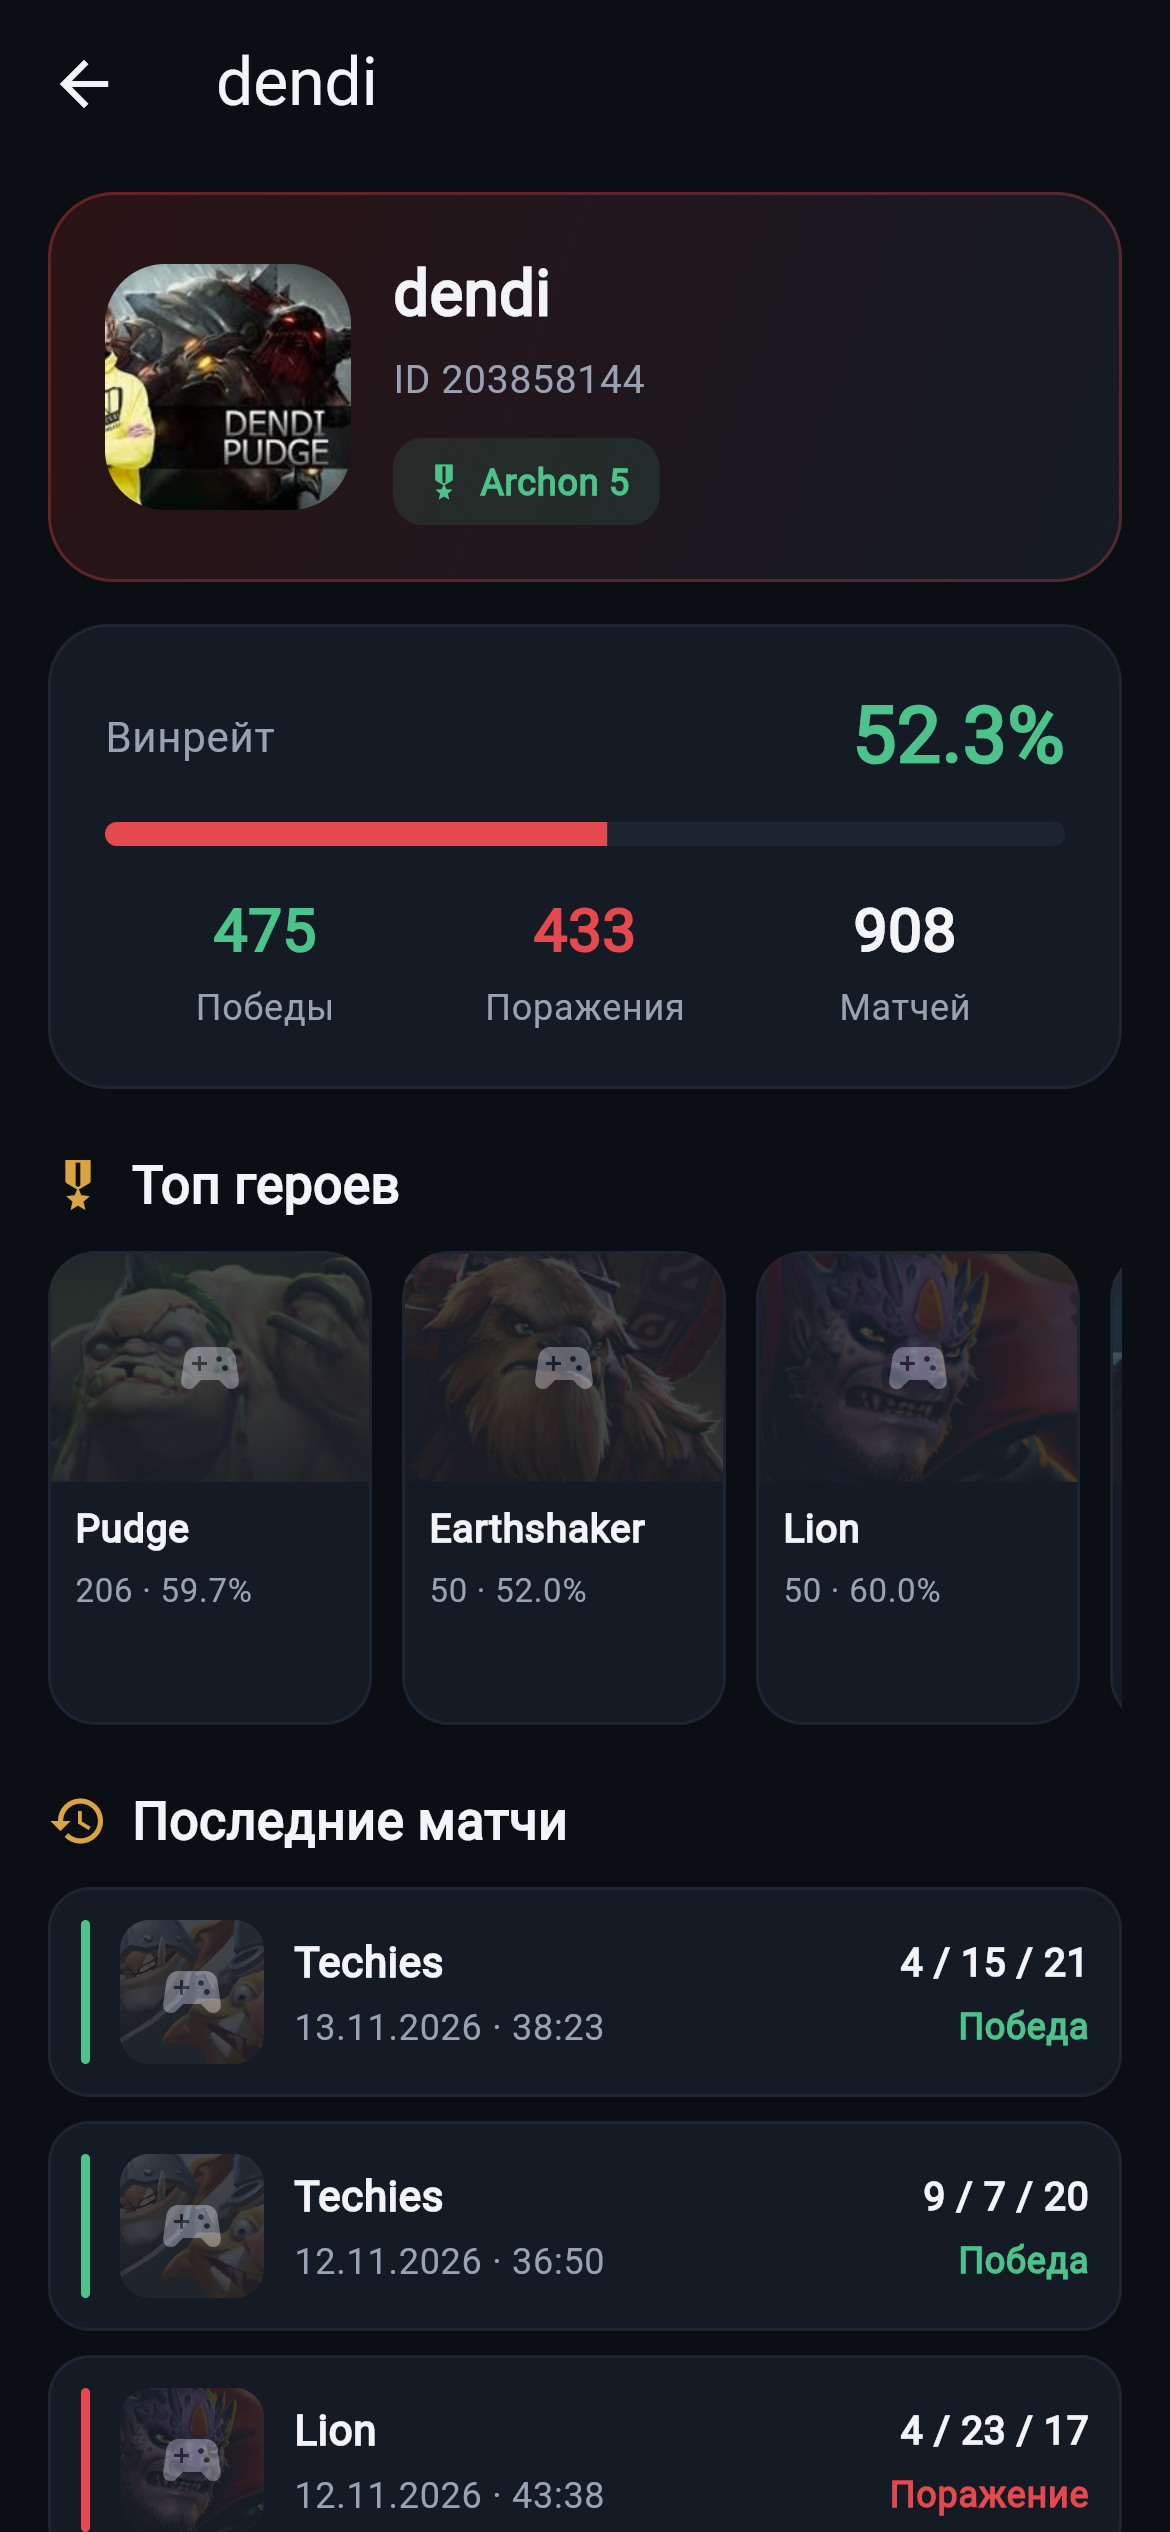 dendi
DENDI
PUDGE
dendi
ID 203858144
Archon 5
Винрейт
52.3%
475
433
908
Победы
Поражения
Матчей
Топ героев
Pudge
206 · 59.7%
Earthshaker
50 · 52.0%
Lion
50 · 60.0%
Последние матчи
Techies
4 / 15 / 21
13.11.2026 · 38:23
Победа
Techies
9 / 7 / 20
12.11.2026 · 36:50
Победа
Lion
4 / 23 / 17
12.11.2026 · 43:38
Поражение